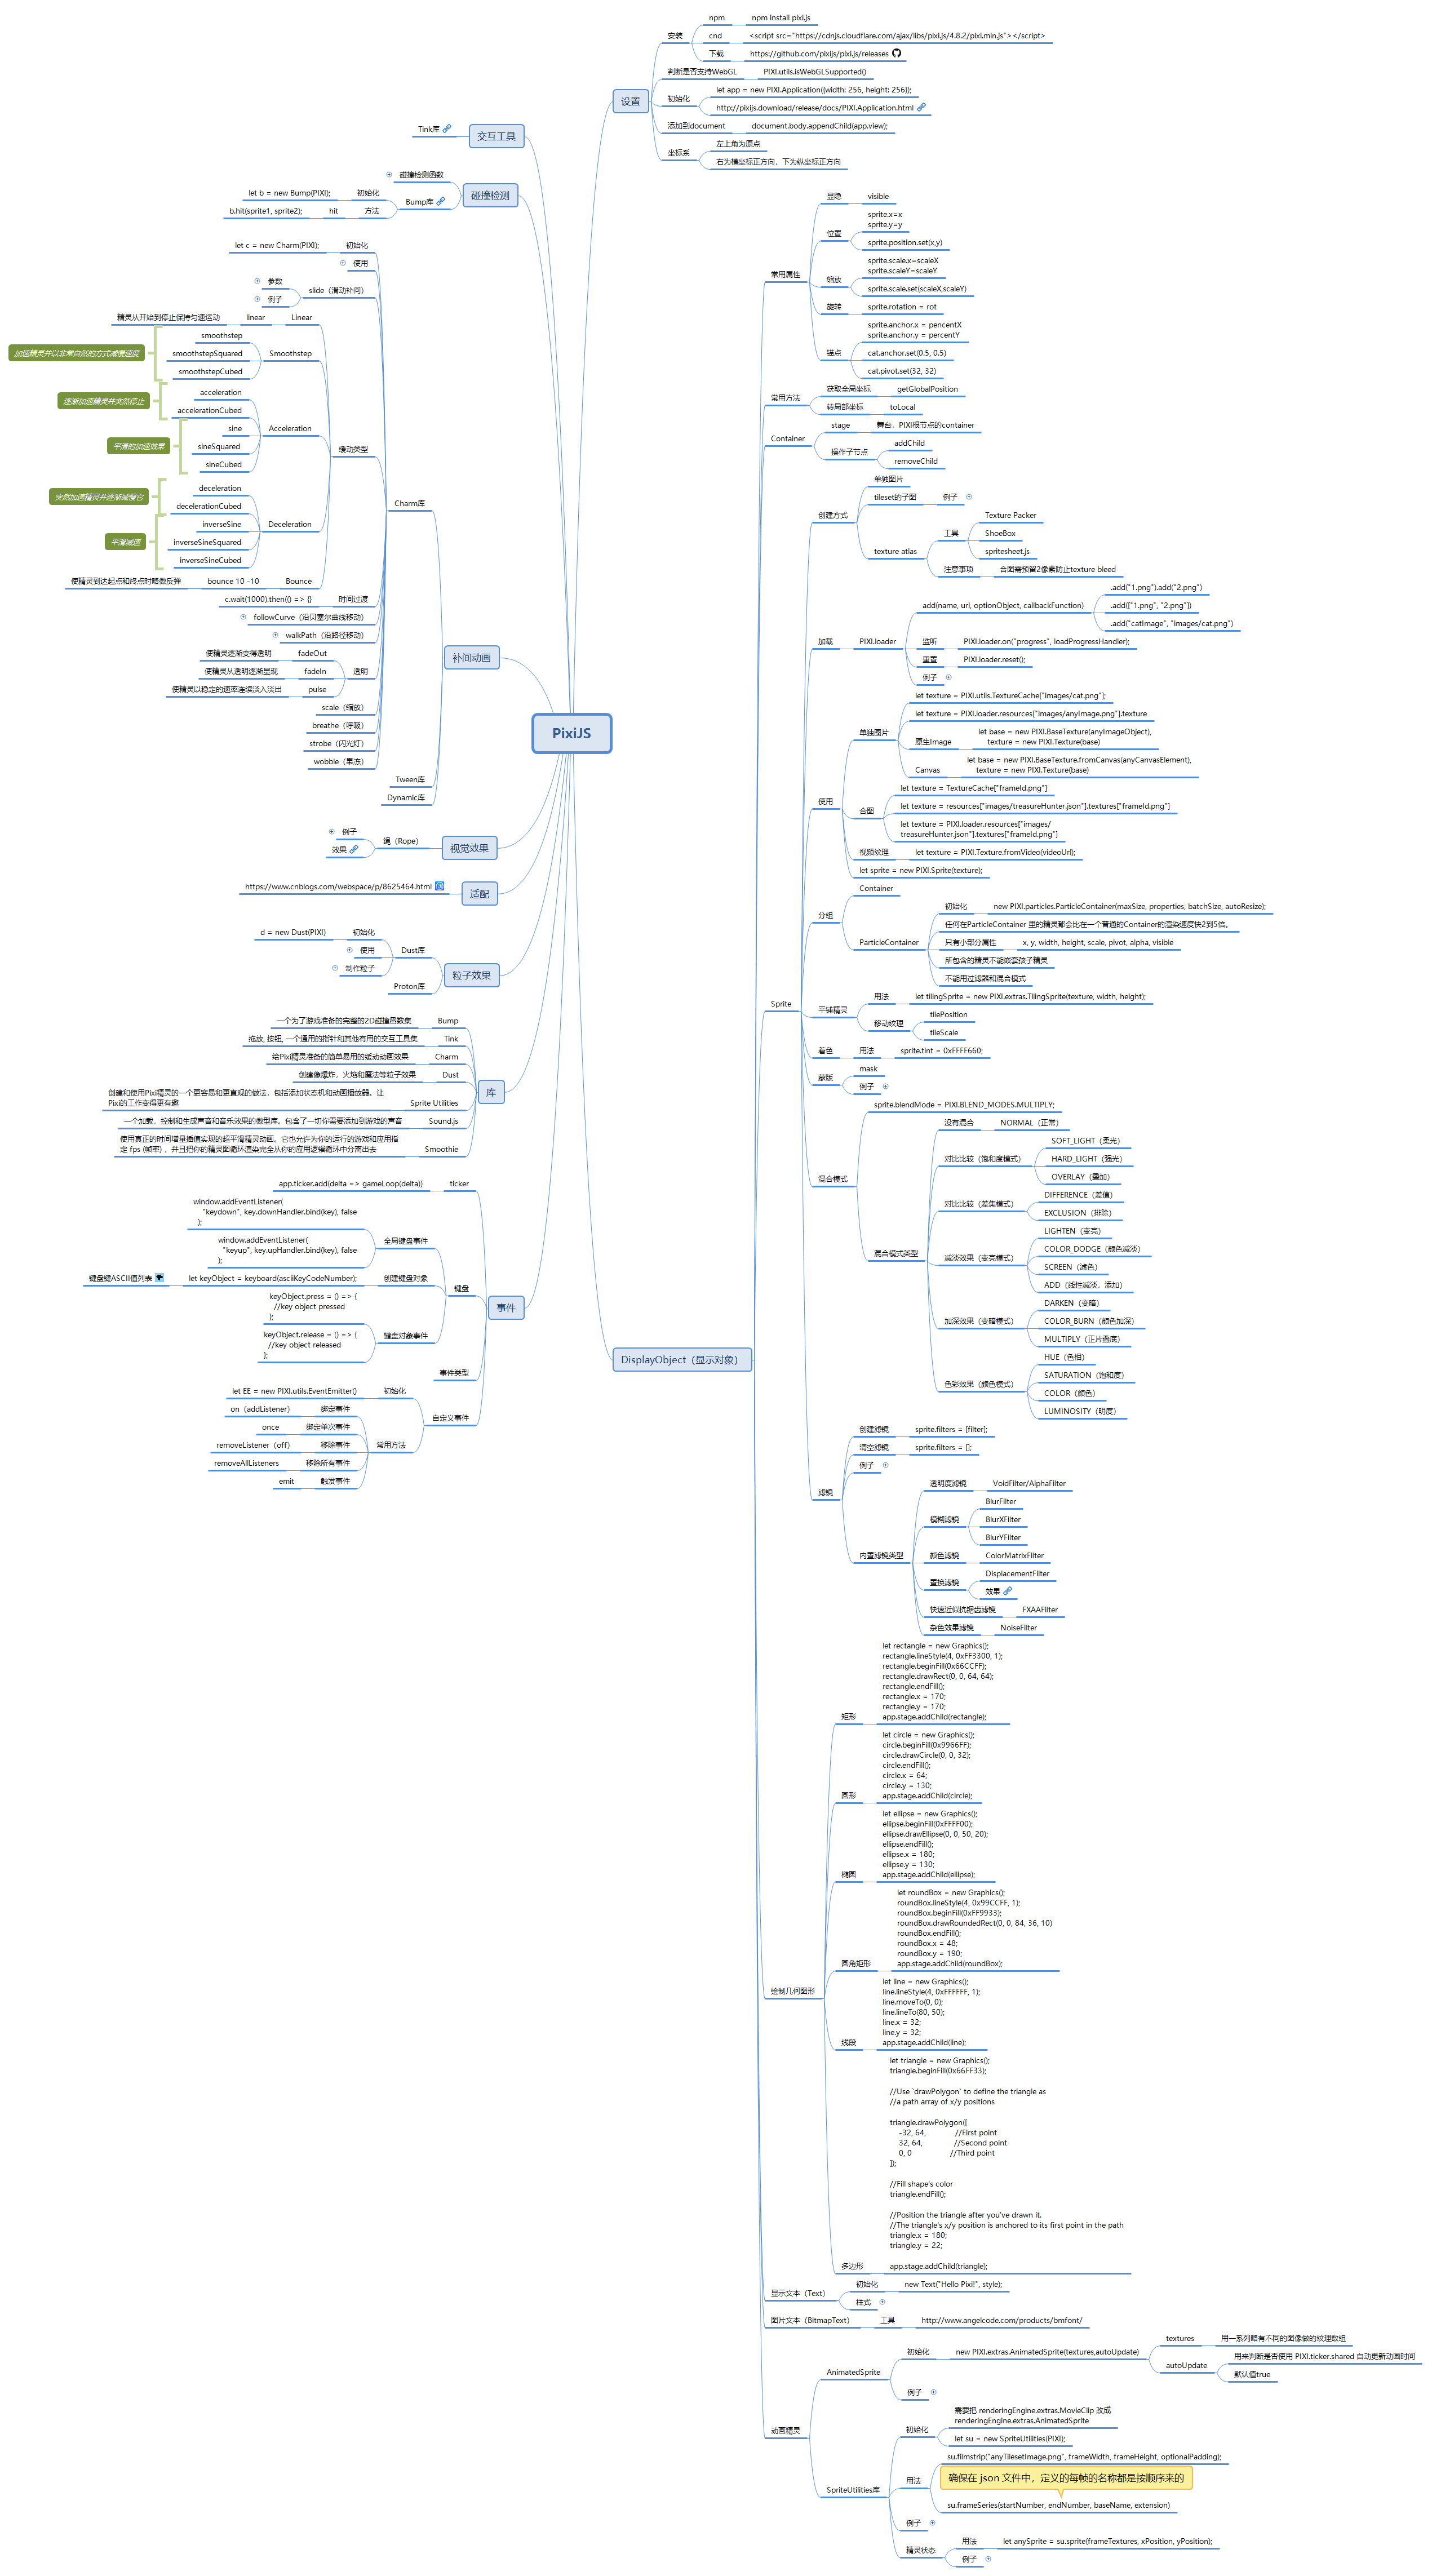 PixiJS
设置
安装
npm
npm install pixi.js
cnd
<script src="https://cdnjs.cloudflare.com/ajax/libs/pixi.js/4.8.2/pixi.min.js"></script>
下载
https://github.com/pixijs/pixi.js/releases
判断是否支持WebGL
PIXI.utils.isWebGLSupported()
初始化
let app = new PIXI.Application({width: 256, height: 256});
http://pixijs.download/release/docs/PIXI.Application.html
添加到document
document.body.appendChild(app.view);
坐标系
左上角为原点
右为横坐标正方向，下为纵坐标正方向
DisplayObject（显示对象）
常用属性
显隐
visible
位置
sprite.x=x
sprite.y=y
sprite.position.set(x,y)
缩放
sprite.scale.x=scaleX
sprite.scaleY=scaleY
sprite.scale.set(scaleX,scaleY)
旋转
sprite.rotation = rot
锚点
sprite.anchor.x = percentX
sprite.anchor.y = percentY
cat.anchor.set(0.5, 0.5)
cat.pivot.set(32, 32)
常用方法
获取全局坐标
getGlobalPosition
转局部坐标
toLocal
Container
stage
舞台，PIXI根节点的container
操作子节点
addChild
removeChild
Sprite
创建方式
单独图片
tileset的子图
例子
texture atlas
工具
Texture Packer
ShoeBox
spritesheet.js
注意事项
合图需预留2像素防止texture bleed
加载
PIXI.loader
add(name, url, optionObject, callbackFunction)
.add("1.png").add("2.png")
.add(["1.png", "2.png"])
.add("catImage", "images/cat.png")
监听
PIXI.loader.on("progress", loadProgressHandler);
重置
PIXI.loader.reset();
例子
使用
单独图片
let texture = PIXI.utils.TextureCache["images/cat.png"];
let texture = PIXI.loader.resources["images/anyImage.png"].texture
原生Image
let base = new PIXI.BaseTexture(anyImageObject),
texture = new PIXI.Texture(base)
Canvas
let base = new PIXI.BaseTexture.fromCanvas(anyCanvasElement),
texture = new PIXI.Texture(base)
合图
let texture = TextureCache["frameId.png"]
let texture = resources["images/treasureHunter.json"].textures["frameId.png"]
let texture = PIXI.loader.resources["images/
treasureHunter.json"].textures["frameId.png"]
视频纹理
let texture = PIXI.Texture.fromVideo(videoUrl);
let sprite = new PIXI.Sprite(texture);
分组
Container
ParticleContainer
初始化
new PIXI.particles.ParticleContainer(maxSize, properties, batchSize, autoResize);
任何在ParticleContainer 里的精灵都会比在一个普通的Container的渲染速度快2到5倍。
只有小部分属性
x, y, width, height, scale, pivot, alpha, visible
所包含的精灵不能嵌套孩子精灵
不能用过滤器和混合模式
平铺精灵
用法
let tilingSprite = new PIXI.extras.TilingSprite(texture, width, height);
移动纹理
tilePosition
tileScale
着色
用法
sprite.tint = 0xFFFF660;
蒙版
mask
例子
混合模式
sprite.blendMode = PIXI.BLEND_MODES.MULTIPLY;
混合模式类型
没有混合
NORMAL（正常）
对比比较（饱和度模式）
SOFT_LIGHT（柔光）
HARD_LIGHT（强光）
OVERLAY（叠加）
对比比较（差集模式）
DIFFERENCE（差值）
EXCLUSION（排除）
减淡效果（变亮模式）
LIGHTEN（变亮）
COLOR_DODGE（颜色减淡）
SCREEN（滤色）
ADD（线性减淡，添加）
加深效果（变暗模式）
DARKEN（变暗）
COLOR_BURN（颜色加深）
MULTIPLY（正片叠底）
色彩效果（颜色模式）
HUE（色相）
SATURATION（饱和度）
COLOR（颜色）
LUMINOSITY（明度）
滤镜
创建滤镜
sprite.filters = [filter];
清空滤镜
sprite.filters = [];
例子
内置滤镜类型
透明度滤镜
VoidFilter/AlphaFilter
模糊滤镜
BlurFilter
BlurXFilter
BlurYFilter
颜色滤镜
ColorMatrixFilter
置换滤镜
DisplacementFilter
效果
快速近似抗锯齿滤镜
FXAAFilter
杂色效果滤镜
NoiseFilter
绘制几何图形
矩形
let rectangle = new Graphics();
rectangle.lineStyle(4, 0xFF3300, 1);
rectangle.beginFill(0x66CCFF);
rectangle.drawRect(0, 0, 64, 64);
rectangle.endFill();
rectangle.x = 170;
rectangle.y = 170;
app.stage.addChild(rectangle);
圆形
let circle = new Graphics();
circle.beginFill(0x9966FF);
circle.drawCircle(0, 0, 32);
circle.endFill();
circle.x = 64;
circle.y = 130;
app.stage.addChild(circle);
椭圆
let ellipse = new Graphics();
ellipse.beginFill(0xFFFF00);
ellipse.drawEllipse(0, 0, 50, 20);
ellipse.endFill();
ellipse.x = 180;
ellipse.y = 130;
app.stage.addChild(ellipse);
圆角矩形
let roundBox = new Graphics();
roundBox.lineStyle(4, 0x99CCFF, 1);
roundBox.beginFill(0xFF9933);
roundBox.drawRoundedRect(0, 0, 84, 36, 10)
roundBox.endFill();
roundBox.x = 48;
roundBox.y = 190;
app.stage.addChild(roundBox);
线段
let line = new Graphics();
line.lineStyle(4, 0xFFFFFF, 1);
line.moveTo(0, 0);
line.lineTo(80, 50);
line.x = 32;
line.y = 32;
app.stage.addChild(line);
多边形
let triangle = new Graphics();
triangle.beginFill(0x66FF33);
//Use `drawPolygon` to define the triangle as
//a path array of x/y positions
triangle.drawPolygon([
-32, 64, //First point
32, 64, //Second point
0, 0 //Third point
]);
//Fill shape's color
triangle.endFill();
//Position the triangle after you've drawn it.
//The triangle's x/y position is anchored to its first point in the path
triangle.x = 180;
triangle.y = 22;
app.stage.addChild(triangle);
显示文本（Text）
初始化
new Text("Hello Pixi!", style);
样式
图片文本（BitmapText）
工具
http://www.angelcode.com/products/bmfont/
动画精灵
AnimatedSprite
初始化
new PIXI.extras.AnimatedSprite(textures,autoUpdate)
textures
用一系列略有不同的图像做的纹理数组
autoUpdate
用来判断是否使用 PIXI.ticker.shared 自动更新动画时间
默认值true
例子
SpriteUtilities库
初始化
需要把 renderingEngine.extras.MovieClip 改成
renderingEngine.extras.AnimatedSprite
let su = new SpriteUtilities(PIXI);
用法
su.filmstrip("anyTilesetImage.png", frameWidth, frameHeight, optionalPadding);
确保在 json 文件中，定义的每帧的名称都是按顺序来的
su.frameSeries(startNumber, endNumber, baseName, extension)
例子
精灵状态
用法
let anySprite = su.sprite(frameTextures, xPosition, yPosition);
例子
交互工具
Tink库
碰撞检测
碰撞检测函数
Bump库
初始化
let b = new Bump(PIXI);
方法
hit
b.hit(sprite1, sprite2);
补间动画
Charm库
初始化
let c = new Charm(PIXI);
使用
slide（滑动补间）
参数
例子
缓动类型
Linear
linear
精灵从开始到停止保持匀速运动
Smoothstep
smoothstep
smoothstepSquared
smoothstepCubed
加速精灵并以非常自然的方式减慢速度
Acceleration
acceleration
accelerationCubed
逐渐加速精灵并突然停止
sine
sineSquared
sineCubed
平滑的加速效果
Deceleration
deceleration
decelerationCubed
突然加速精灵并逐渐减慢它
inverseSine
inverseSineSquared
inverseSineCubed
平滑减速
Bounce
bounce 10 -10
使精灵到达起点和终点时略微反弹
时间过渡
c.wait(1000).then(() => {}
followCurve（沿贝塞尔曲线移动）
walkPath（沿路径移动）
透明
fadeOut
使精灵逐渐变得透明
fadeIn
使精灵从透明逐渐显现
pulse
使精灵以稳定的速率连续淡入淡出
scale（缩放）
breathe（呼吸）
strobe（闪光灯）
wobble（果冻）
Tween库
Dynamic库
视觉效果
绳（Rope）
例子
效果
适配
https://www.cnblogs.com/webspace/p/8625464.html
粒子效果
Dust库
初始化
d = new Dust(PIXI)
使用
制作粒子
Proton库
库
Bump
一个为了游戏准备的完整的2D碰撞函数集
Tink
拖放, 按钮, 一个通用的指针和其他有用的交互工具集
Charm
给Pixi精灵准备的简单易用的缓动动画效果
Dust
创建像爆炸，火焰和魔法等粒子效果
Sprite Utilities
创建和使用Pixi精灵的一个更容易和更直观的做法，包括添加状态机和动画播放器。让
Pixi的工作变得更有趣
Sound.js
一个加载，控制和生成声音和音乐效果的微型库。包含了一切你需要添加到游戏的声音
Smoothie
使用真正的时间增量插值实现的超平滑精灵动画。它也允许为你的运行的游戏和应用指
定 fps (帧率) ，并且把你的精灵图循环渲染完全从你的应用逻辑循环中分离出去
事件
ticker
app.ticker.add(delta => gameLoop(delta))
键盘
全局键盘事件
window.addEventListener(
"keydown", key.downHandler.bind(key), false
);
window.addEventListener(
"keyup", key.upHandler.bind(key), false
);
创建键盘对象
let keyObject = keyboard(asciiKeyCodeNumber);
键盘键ASCII值列表
键盘对象事件
keyObject.press = () => {
//key object pressed
};
keyObject.release = () => {
//key object released
};
事件类型
自定义事件
初始化
let EE = new PIXI.utils.EventEmitter()
常用方法
绑定事件
on（addListener）
绑定单次事件
once
移除事件
removeListener（off）
移除所有事件
removeAllListeners
触发事件
emit